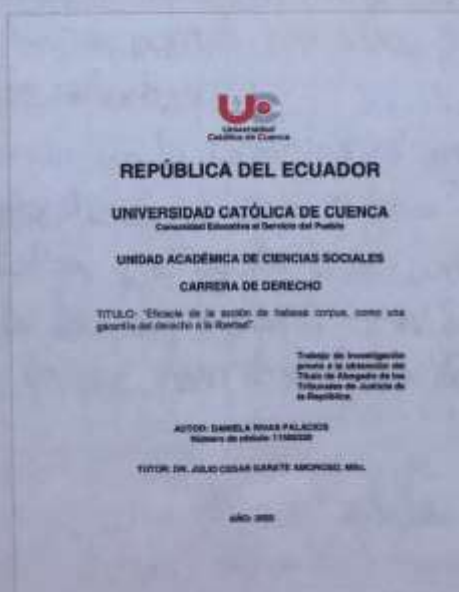 UC
Universidad
Católica de Cuenca
REPÚBLICA DEL ECUADOR
UNIVERSIDAD CATÓLICA DE CUENCA
Comunidad Educativa al Servicio del Pueblo
UNIDAD ACADÉMICA DE CIENCIAS SOCIALES
CARRERA DE DERECHO
TITULO: "Eficacia de la acción de habeas corpus, como una
garantía del derecho a la libertad"
Trabajo de investigación
previo a la obtención del
Título de Abogado de los
Tribunales de Justicia de
la República.
AUTOR: DANIELA RIVAS PALACIOS
Número de
TUTOR: DR. JULIO CESAR
AÑO: